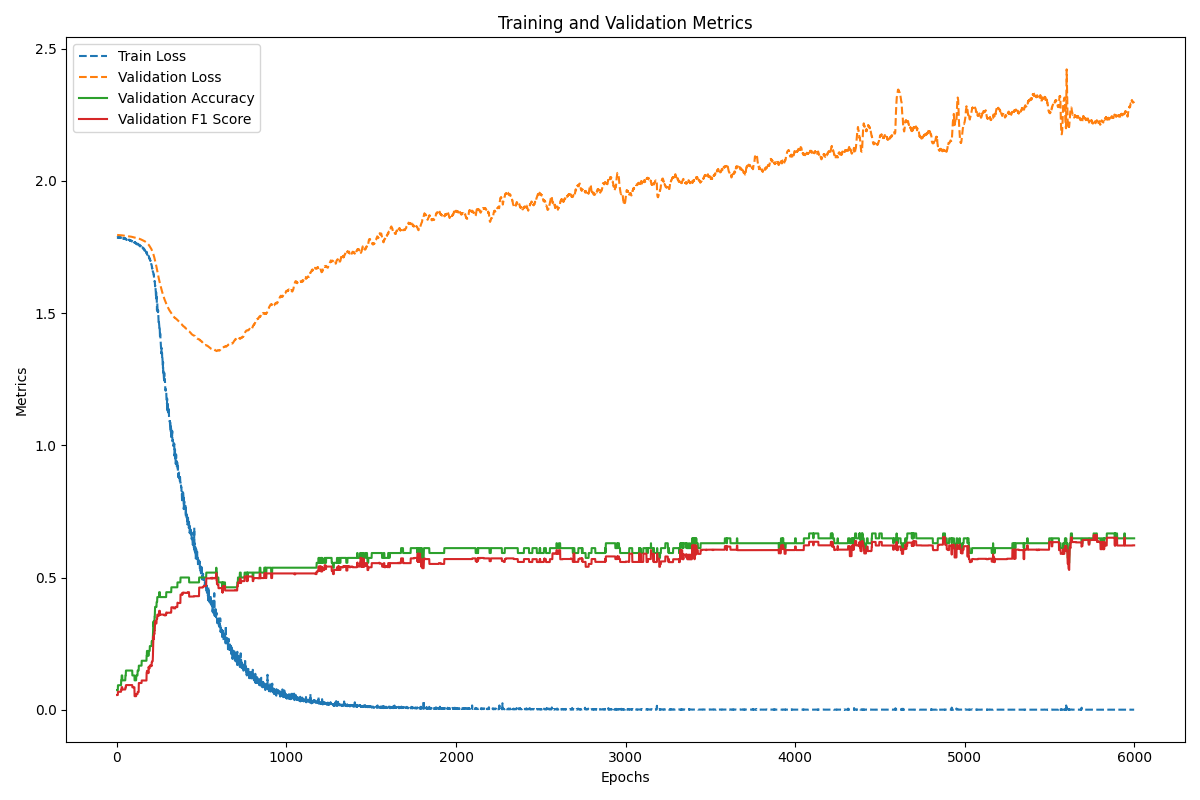 Training and Validation Metrics
2.5
2.0
1.5
1.0
0.5
0.0
Metrics
Train Loss
Validation Loss
Validation Accuracy
Validation F1 Score
0 1000 2000 3000 4000 5000 6000
Epochs